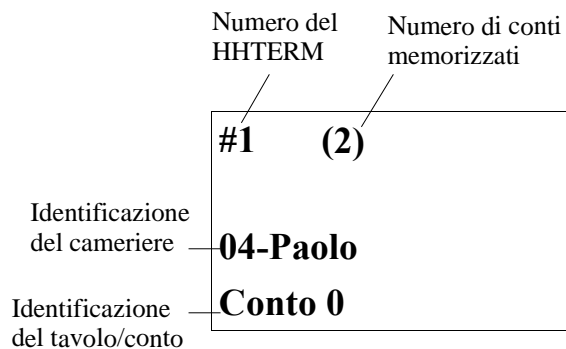 Numero del
HHTERM
Numero di conti
memorizzati
#1 (2)
Identificazione
del cameriere
04-Paolo
Identificazione
del tavolo/conto
Conto 0